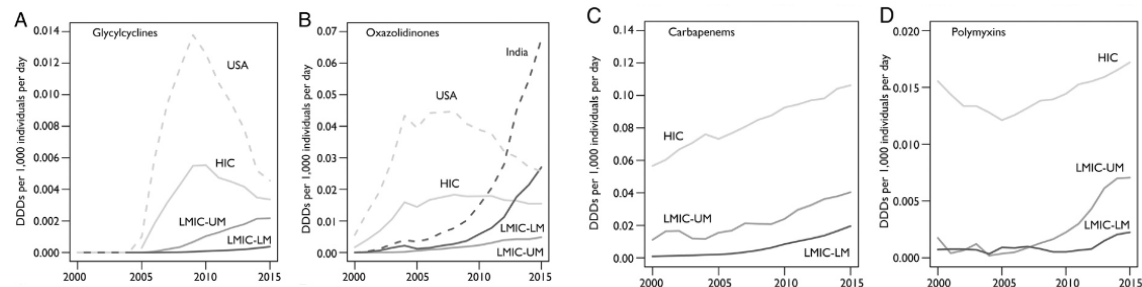 A
Glycylcyclines
DDDs per 1,000 individuals per day
0.014
0.012
0.010
0.008
0.006
0.004
0.002
0.000
USA
HIC
LMIC-UM
LMIC-LM
2000
2005
2010
2015
B
Oxazolidinones
DDDs per 1,000 individuals per day
0.07
0.06
0.05
0.04
0.03
0.02
0.01
0.00
India
USA
HIC
LMIC-LM
LMIC-UM
2000
2005
2010
2015
C
Carbapenems
DDDs per 1,000 individuals per day
0.14
0.12
0.10
0.08
0.06
0.04
0.02
0.00
HIC
LMIC-UM
LMIC-LM
2000
2005
2010
2015
D
Polymyxins
DDDs per 1,000 individuals per day
0.020
0.015
0.010
0.005
0.000
HIC
LMIC-UM
LMIC-LM
2000
2005
2010
2015